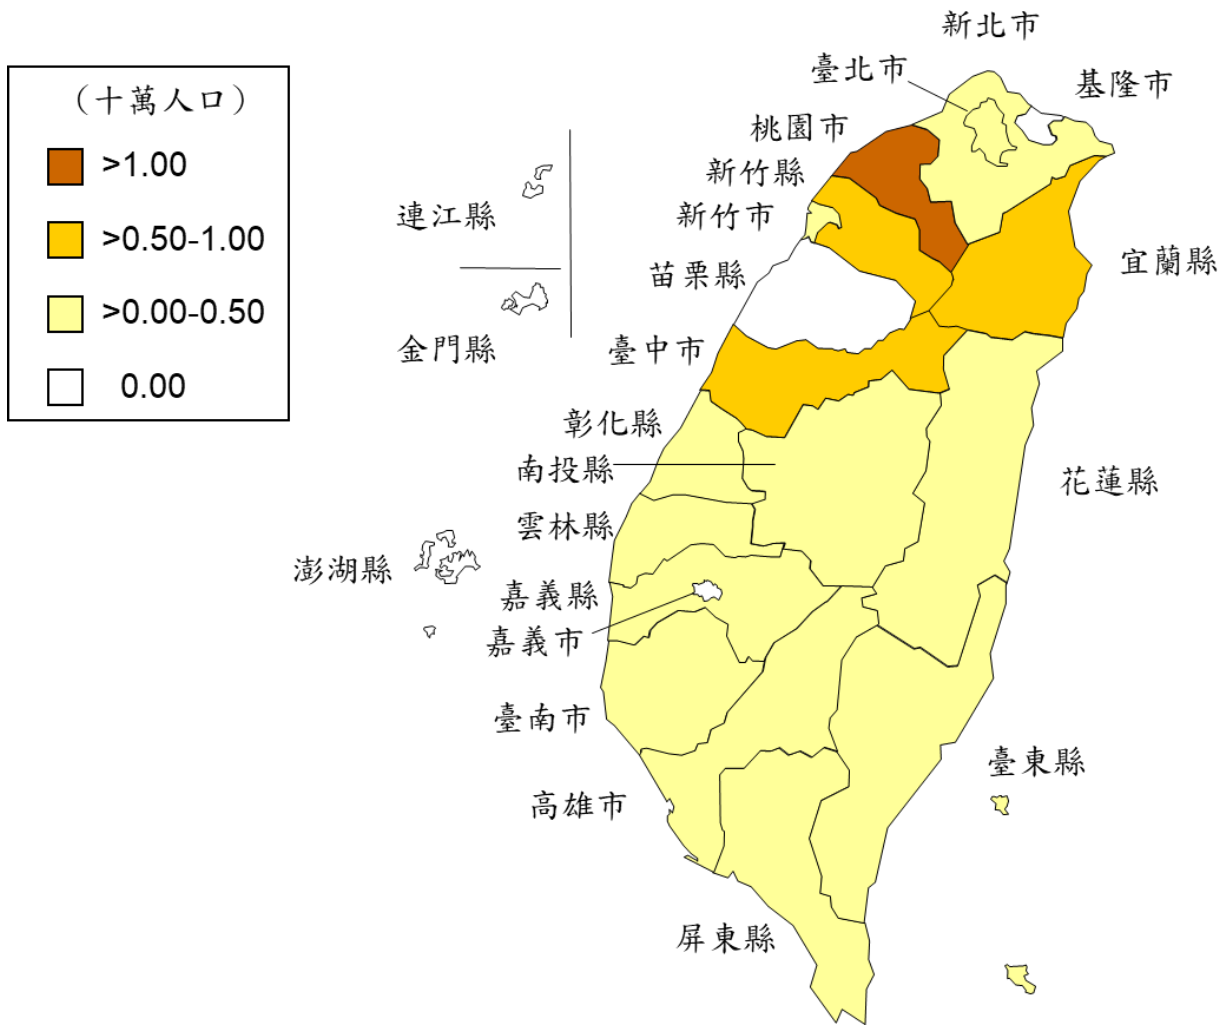 （十萬人口）
>1.00
>0.50-1.00
>0.00-0.50
0.00
新北市
臺北市
基隆市
桃園市
新竹縣
新竹市
連江縣
苗栗縣
宜蘭縣
金門縣
臺中市
彰化縣
南投縣
花蓮縣
雲林縣
澎湖縣
嘉義縣
嘉義市
臺南市
臺東縣
高雄市
屏東縣